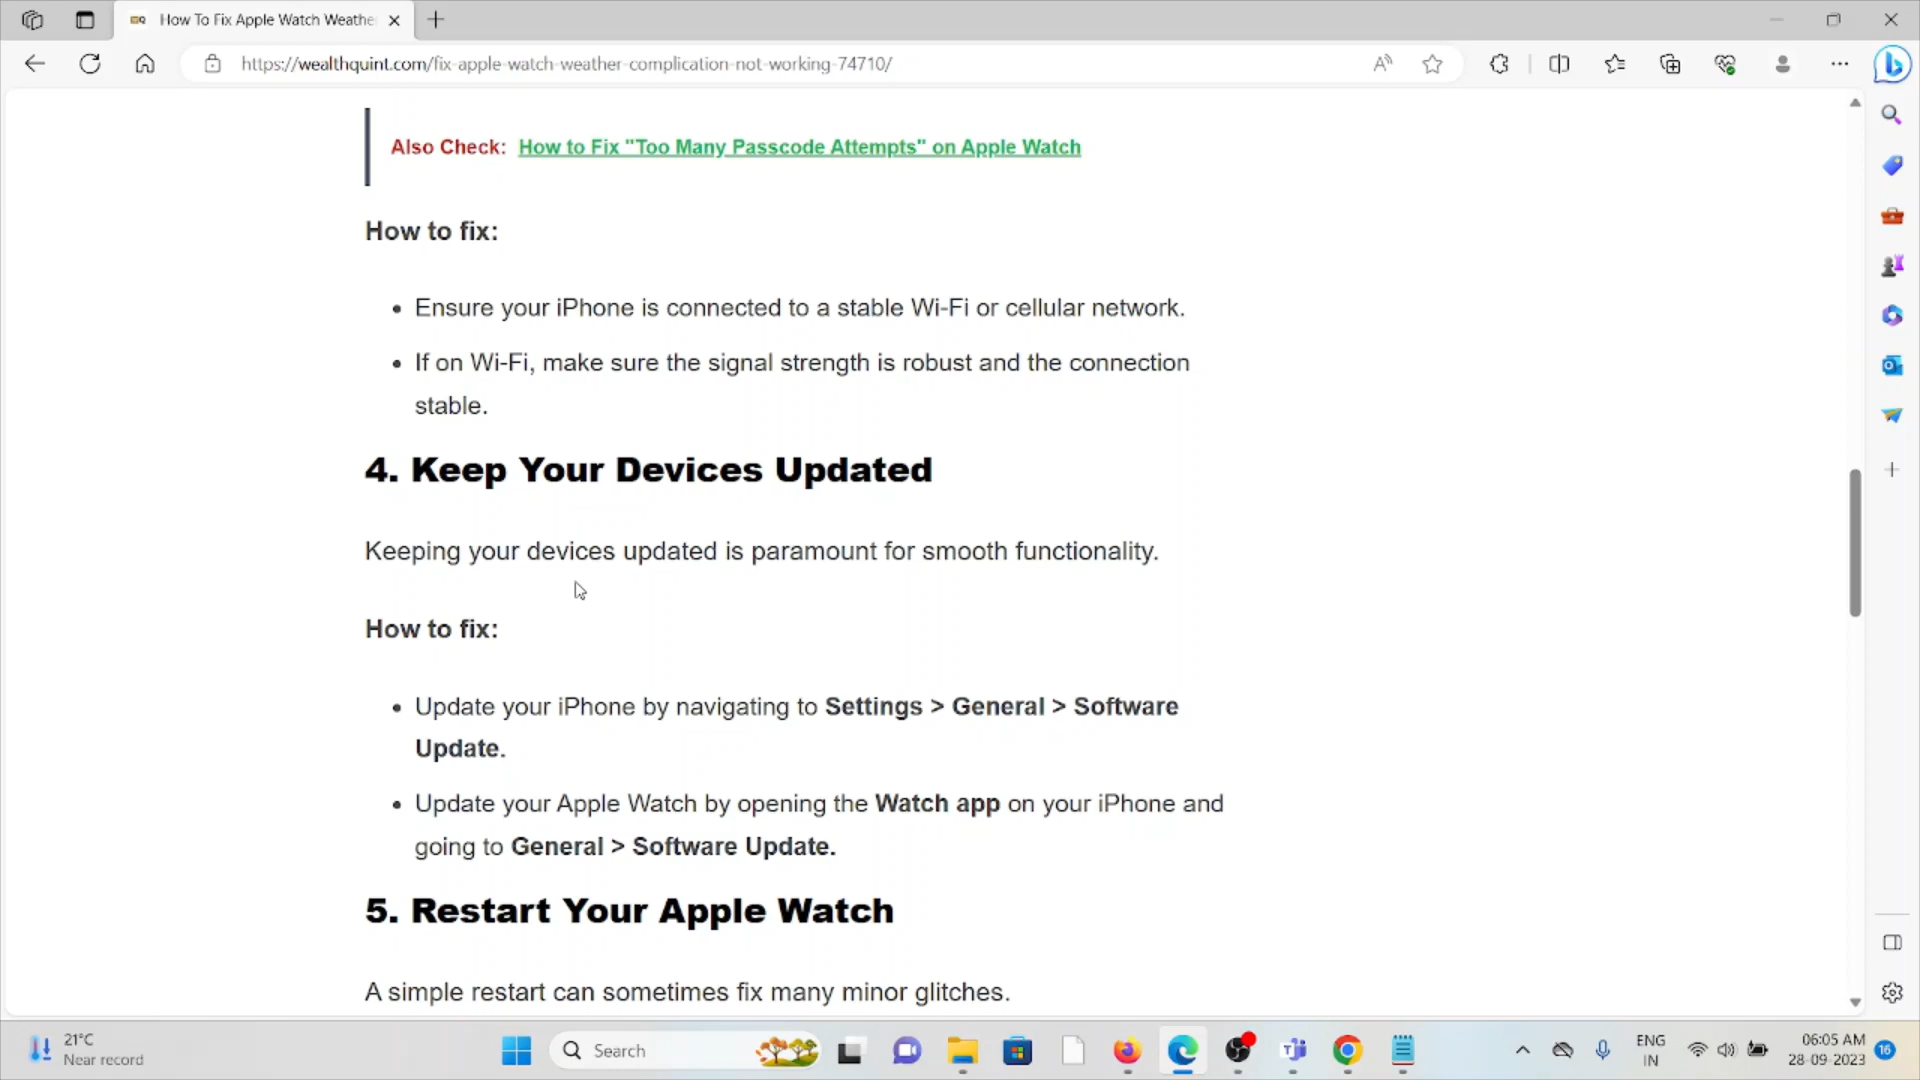 How To Fix Apple Watch Weathe
https://wealthquint.com/fix-apple-watch-weather-complication-not-working-74710/
Also Check: How to Fix "Too Many Passcode Attempts" on Apple Watch
How to fix:
• Ensure your iPhone is connected to a stable Wi-Fi or cellular network.
• If on Wi-Fi, make sure the signal strength is robust and the connection
stable.
4. Keep Your Devices Updated
Keeping your devices updated is paramount for smooth functionality.
How to fix:
• Update your iPhone by navigating to Settings > General > Software
Update.
• Update your Apple Watch by opening the Watch app on your iPhone and
going to General > Software Update.
5. Restart Your Apple Watch
A simple restart can sometimes fix many minor glitches.
21°C
Near record
Search
ENG
IN
06:05 AM
28-09-2023
16